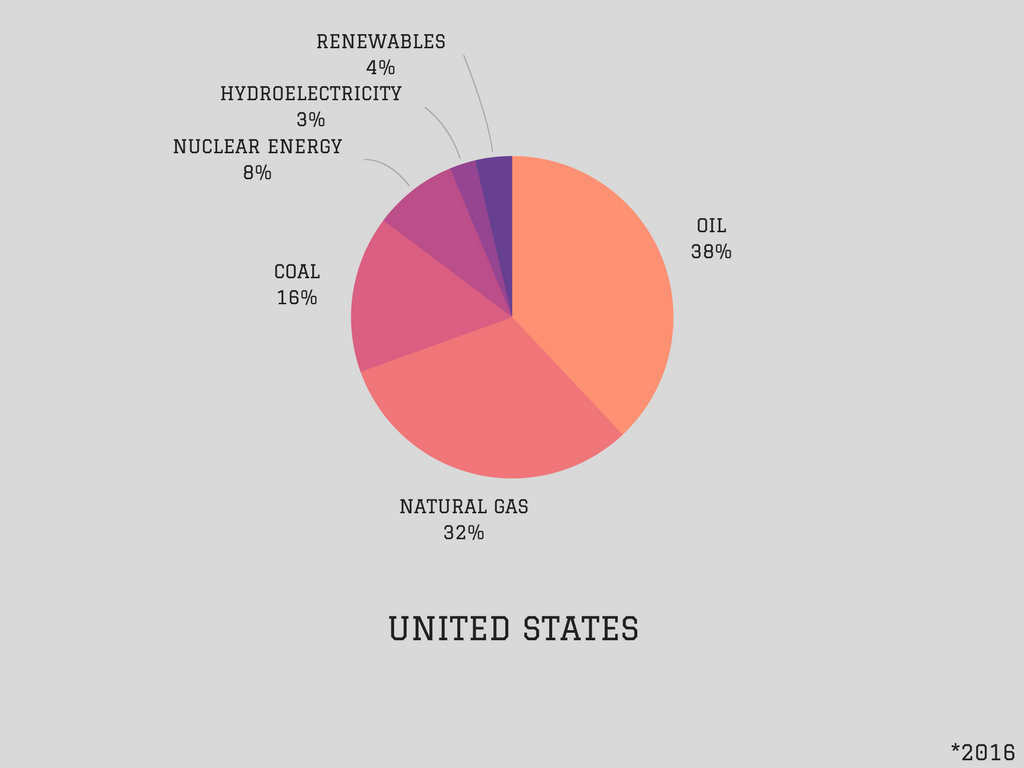 RENEWABLES
4%
HYDROELECTRICITY
3%
NUCLEAR ENERGY
8%
OIL
38%
COAL
16%
NATURAL GAS
32%
UNITED STATES
*2016